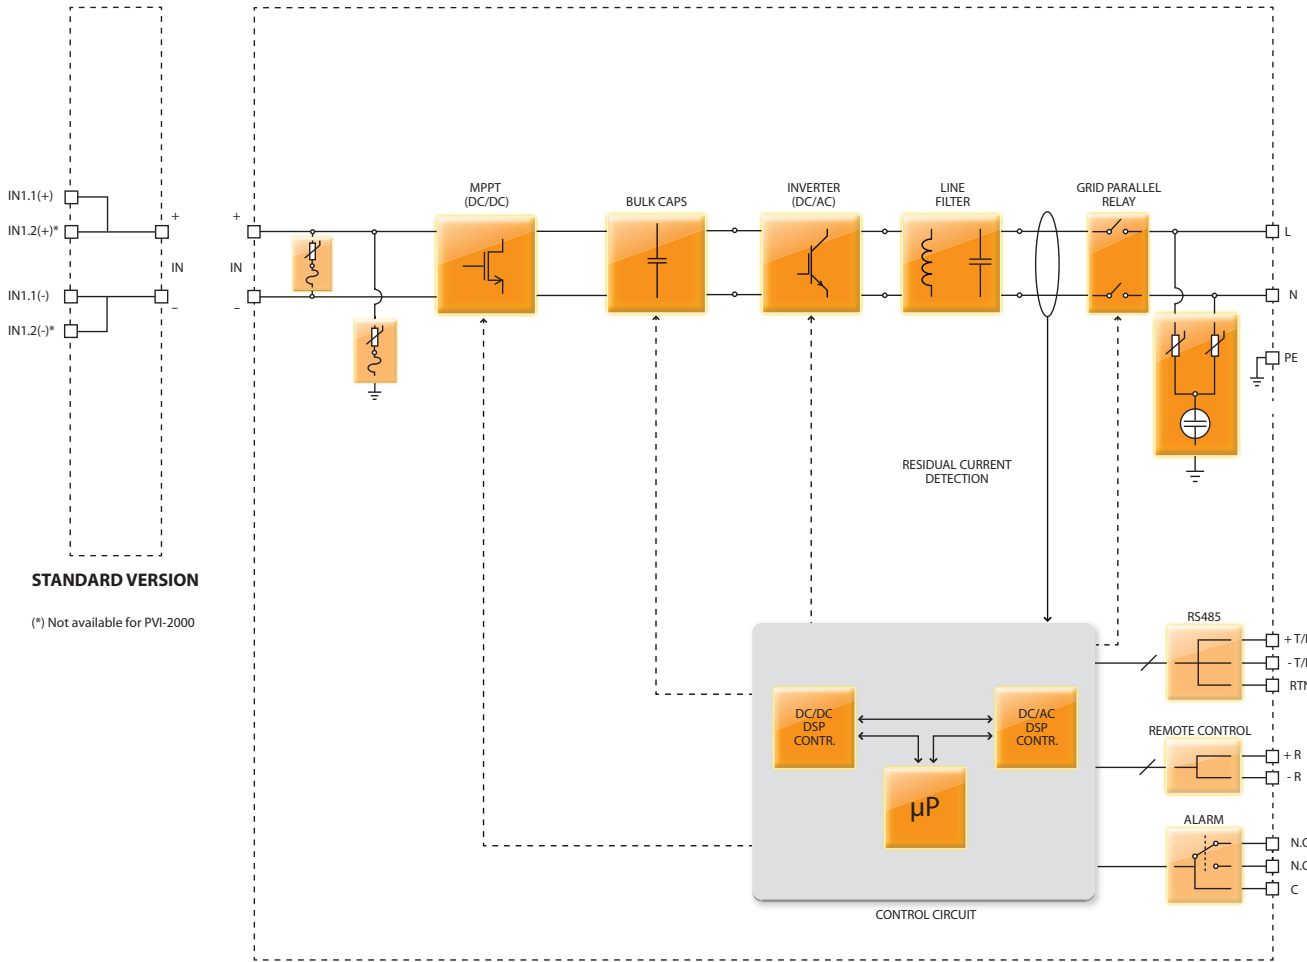 MPPT
(DC/DC)
BULK CAPS
INVERTER
(DC/AC)
LINE
FILTER
GRID PARALLEL
RELAY
IN1.1(+)
IN1.2(+)*
+
+
L
IN
IN
IN1.1(-)
N
–
–
IN1.2(-)*
PE
RESIDUAL CURRENT
DETECTION
STANDARD VERSION
(*) Not available for PVI-2000
RS485
+ T/
- T/
RTN
DC/DC
DSP
CONTR.
DC/AC
DSP
CONTR.
REMOTE CONTROL
+ R
- R
µP
ALARM
N.
N.
C
CONTROL CIRCUIT